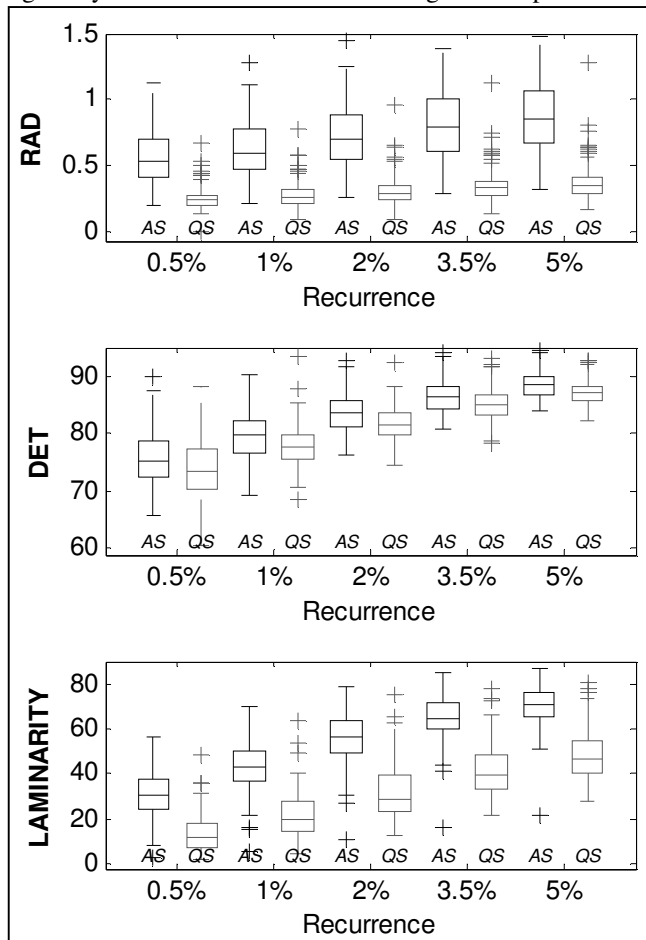 1.5
1
0.5
0
RAD
AS QS AS QS AS QS AS QS AS QS
0.5% 1% 2% 3.5% 5%
Recurrence
90
80
70
60
DET
AS QS AS QS AS QS AS QS AS QS
0.5% 1% 2% 3.5% 5%
Recurrence
80
60
40
20
0
LAMINARITY
AS QS AS QS AS QS AS QS AS QS
0.5% 1% 2% 3.5% 5%
Recurrence